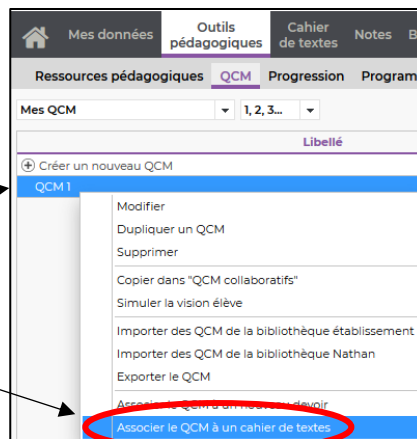 Mes données
Outils pédagogiques
Cahier de textes
Notes
B
Ressources pédagogiques QCM Progression Program
Mes QCM
1, 2, 3...
Libellé
Créer un nouveau QCM
QCM 1
Modifier
Dupliquer un QCM
Supprimer
Copier dans "QCM collaboratifs"
Simuler la vision élève
Importer des QCM de la bibliothèque établissement
Importer des QCM de la bibliothèque Nathan
Exporter le QCM
Associer le QCM à un nouveau devoir
Associer le QCM à un cahier de textes